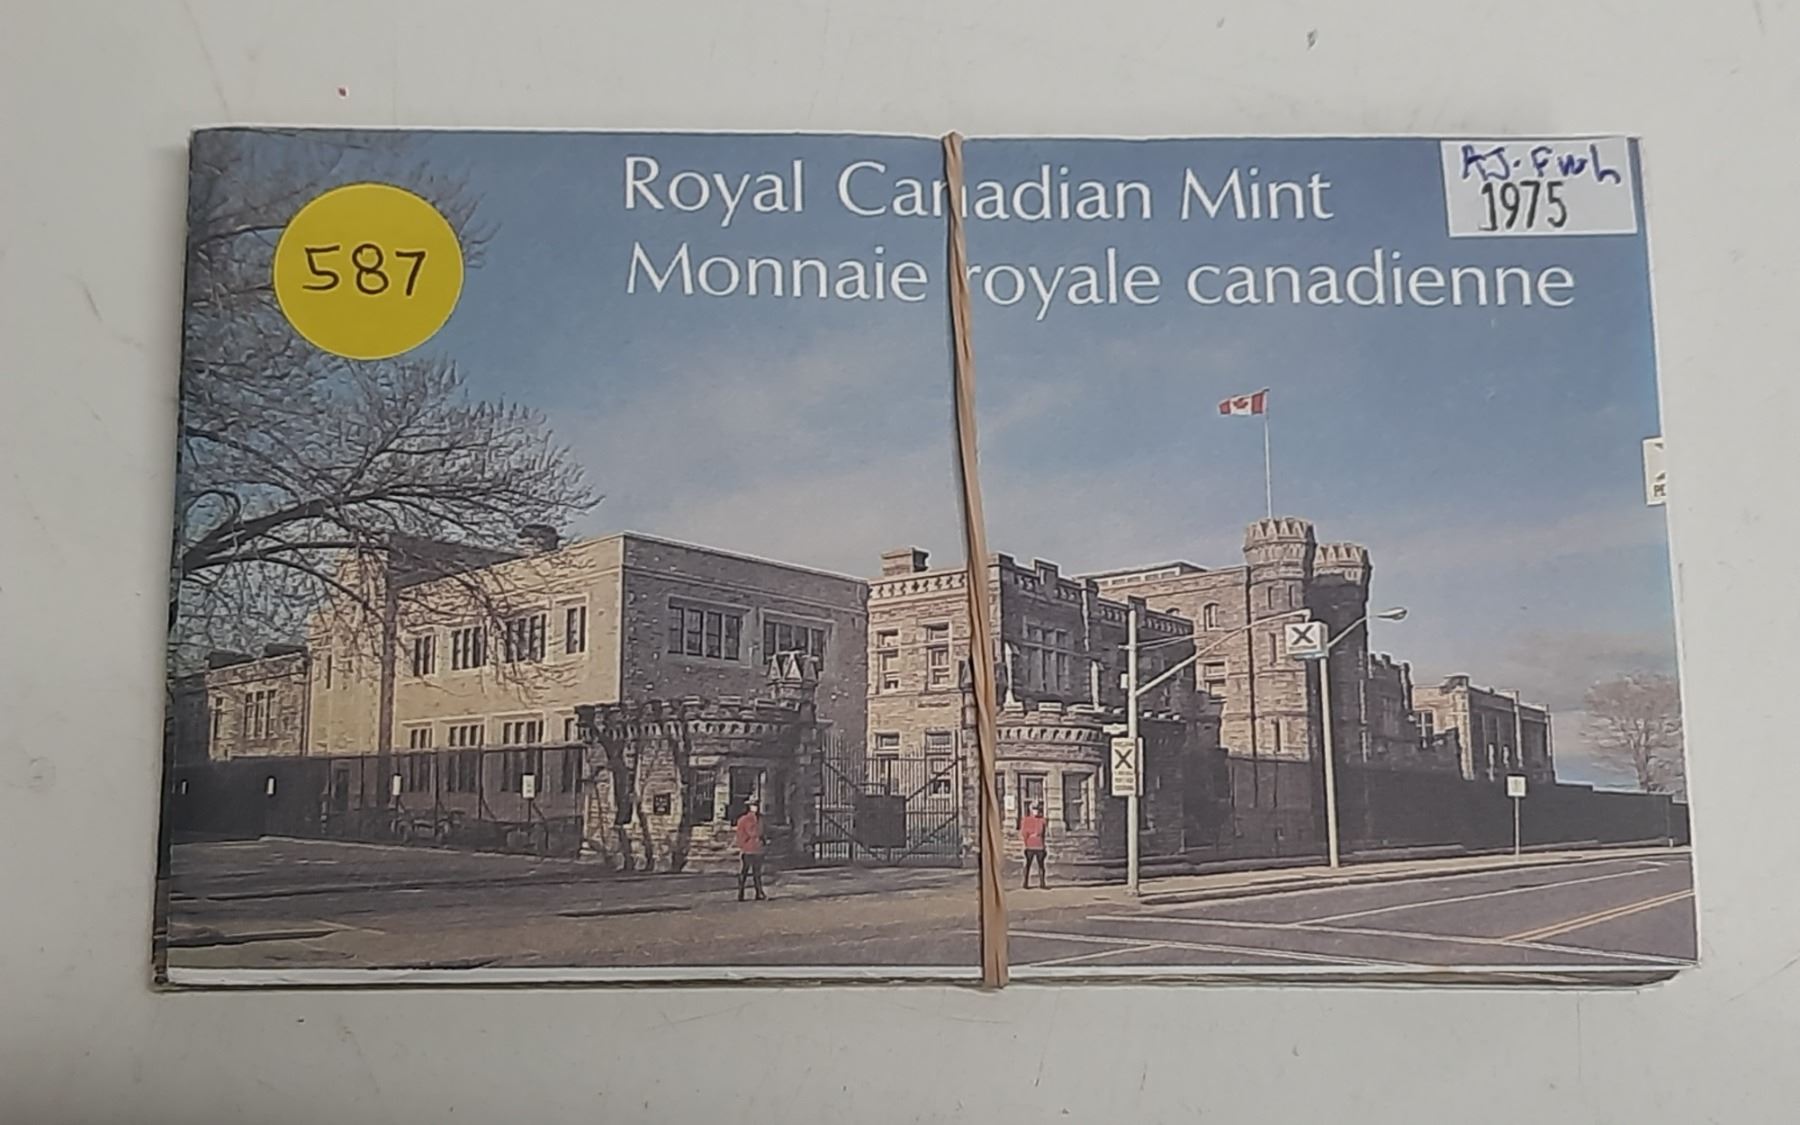 Royal Canadian Mint
Monnaie royale canadienne
587
1975
X
X